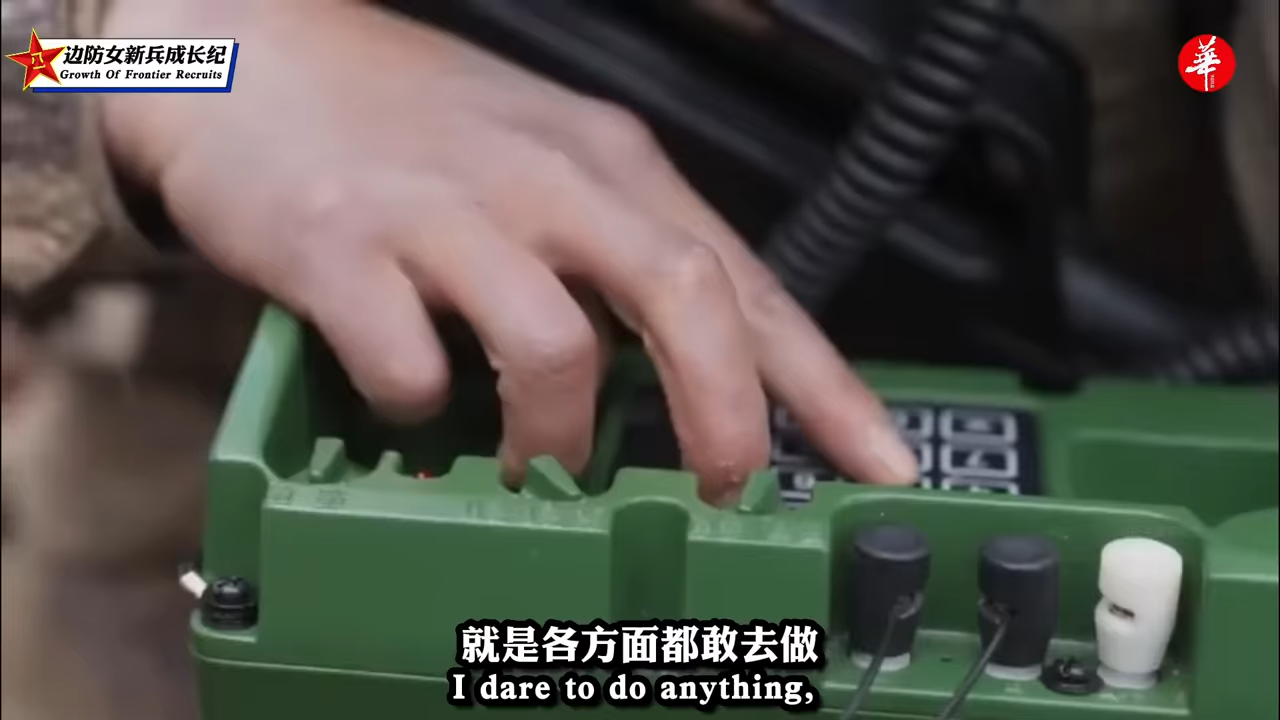 边防女新兵成长纪
Growth Of Frontier Recruits
華
就是各方面都敢去做
I dare to do anything,